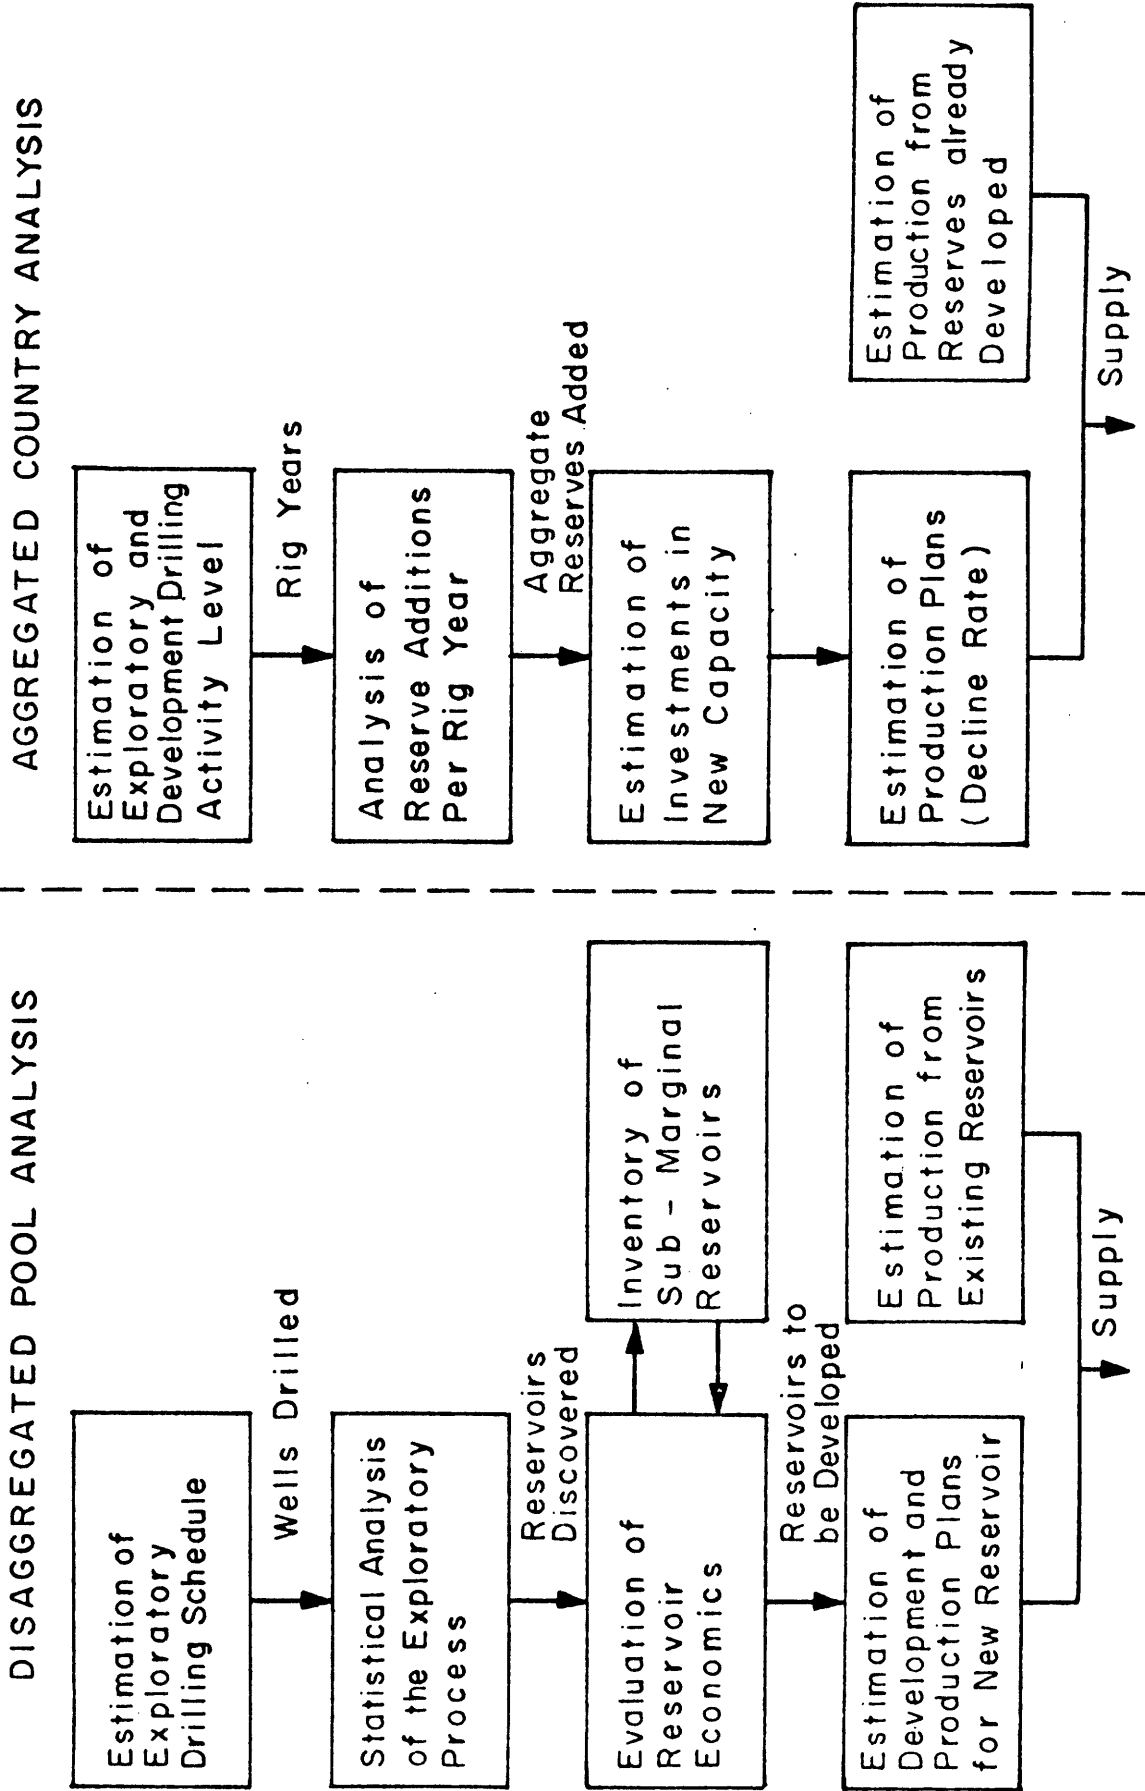 DISAGGREGATED POOL ANALYSIS
Estimation of
Exploratory
Drilling Schedule
Wells Drilled
Statistical Analysis
of the Exploratory
Process
Reservoirs
Discovered
Evaluation of
Reservoir
Economics
Inventory of
Sub - Marginal
Reservoirs
Reservoirs to
be Developed
Estimation of
Development and
Production Plans
for New Reservoir
Estimation of
Production from
Existing Reservoirs
Supply
AGGREGATED COUNTRY ANALYSIS
Estimation of
Exploratory and
Development Drilling
Activity Level
Rig Years
Analysis of
Reserve Additions
Per Rig Year
Aggregate
Reserves Added
Estimation of
Investments in
New Capacity
Estimation of
Production Plans
(Decline Rate)
Estimation of
Production from
Reserves already
Developed
Supply